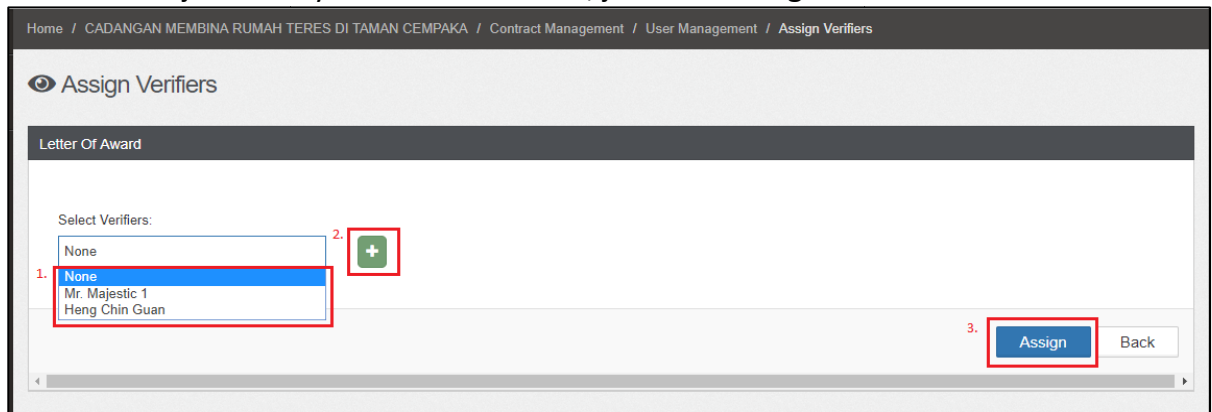 Home / CADANGAN MEMBINA RUMAH TERES DI TAMAN CEMPAKA / Contract Management / User Management / Assign Verifiers
Assign Verifiers
Letter Of Award
Select Verifiers:
2.
None
+
1.
None
Mr. Majestic 1
Heng Chin Guan
3.
Assign
Back